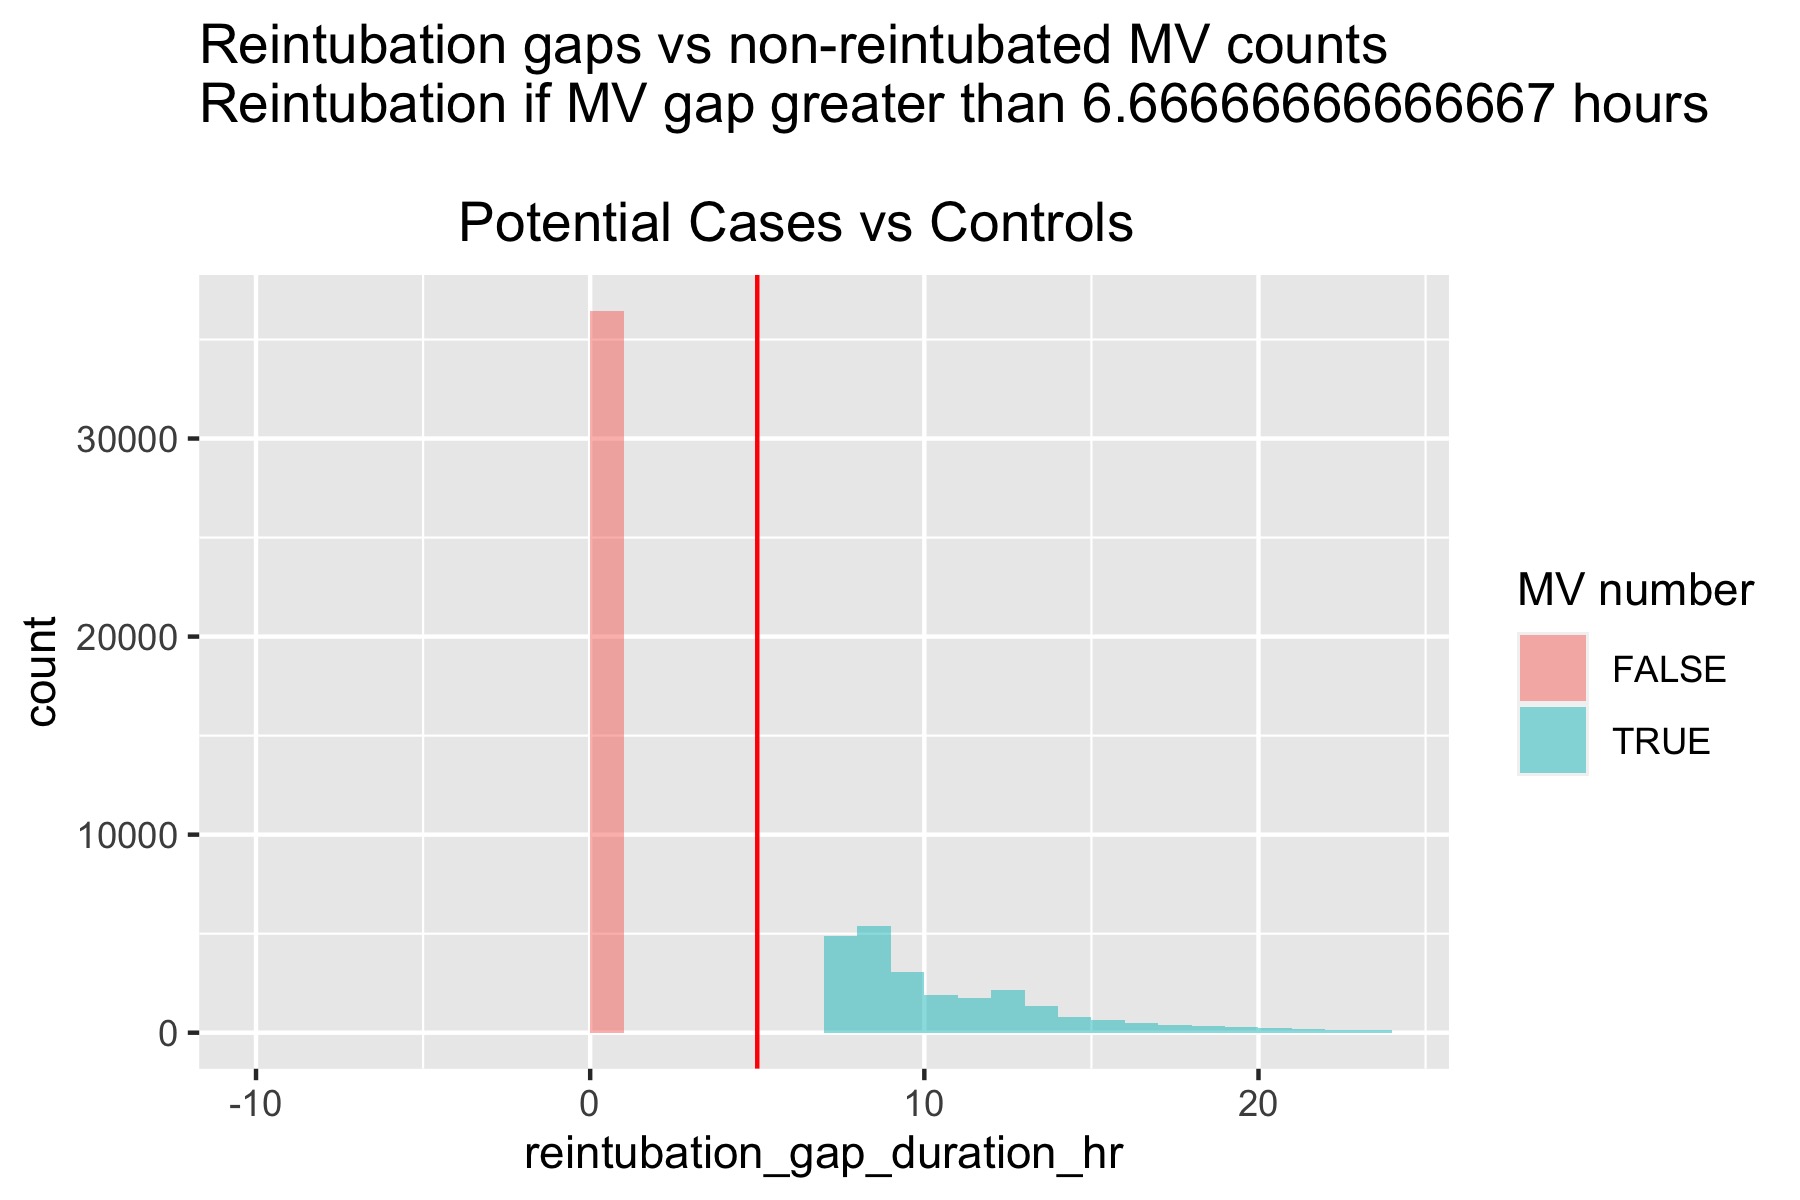 Reintubation gaps vs non-reintubated MV counts
Reintubation if MV gap greater than 6.66666666666667 hours
Potential Cases vs Controls
count
30000
20000
10000
0
-10
0
10
20
reintubation_gap_duration_hr
MV number
FALSE
TRUE